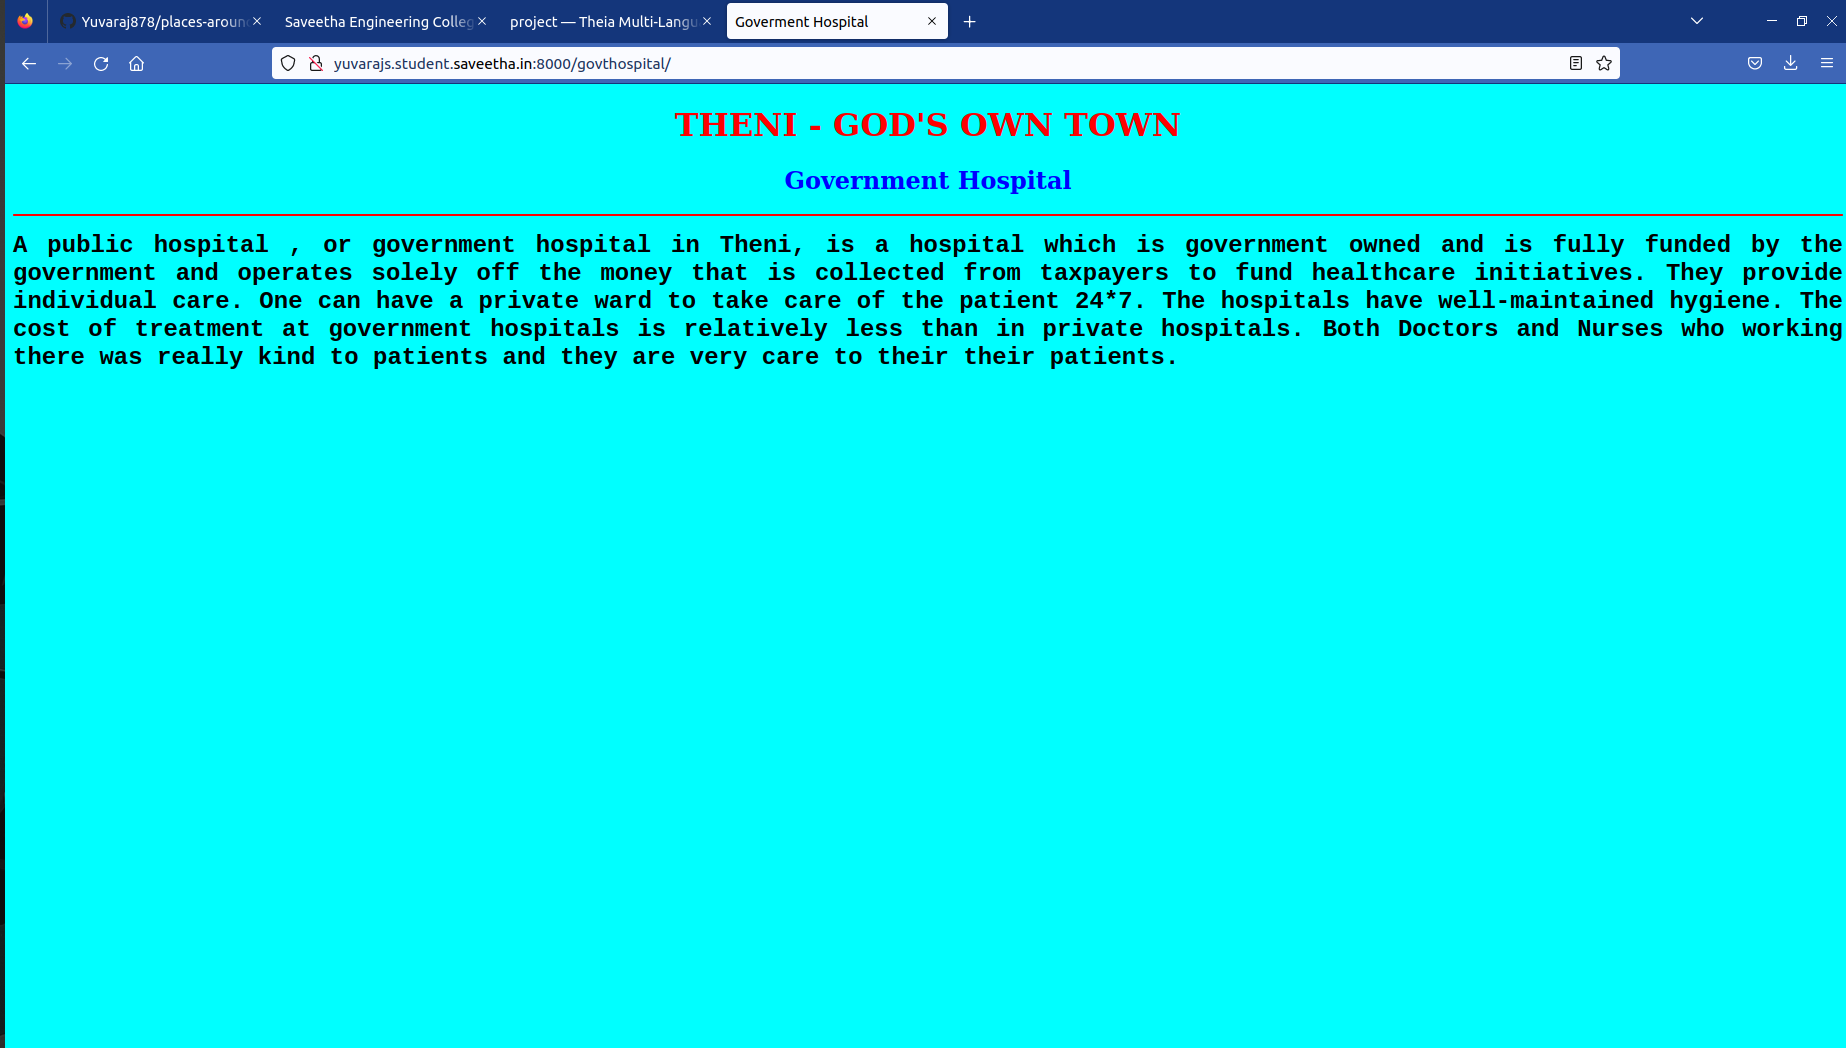 Yuvaraj878/places-aroun
Saveetha Engineering Colleg
project — Theia Multi-Langu
Goverment Hospital
yuvarajs.student.saveetha.in:8000/govthospital/
THENI - GOD'S OWN TOWN
Government Hospital
A public hospital , or government hospital in Theni, is a hospital which is government owned and is fully funded by the
government and operates solely off the money that is collected from taxpayers to fund healthcare initiatives. They provide
individual care. One can have a private ward to take care of the patient 24*7. The hospitals have well-maintained hygiene. The
cost of treatment at government hospitals is relatively less than in private hospitals. Both Doctors and Nurses who working
there was really kind to patients and they are very care to their their patients.